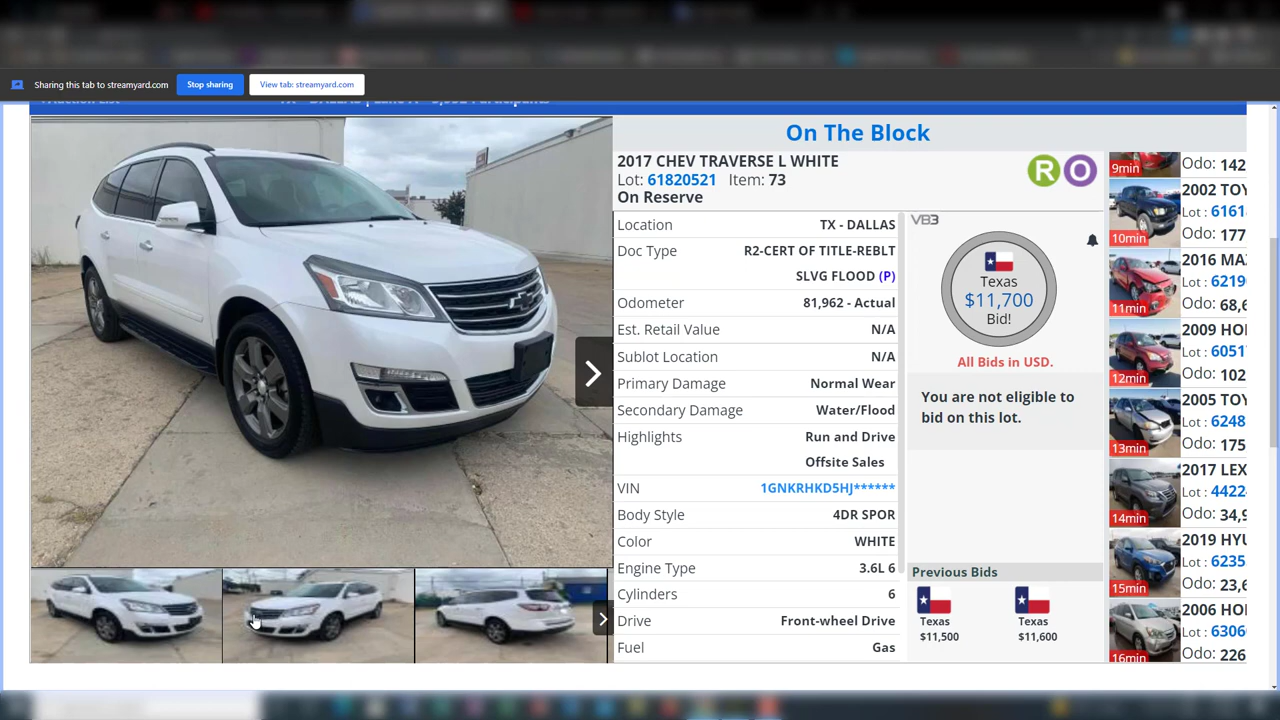 Sharing this tab to streamyard.com
Stop sharing
View tab: streamyard.com
On The Block
2017 CHEV TRAVERSE L WHITE
Lot: 61820521 Item: 73
On Reserve
R O
Location TX - DALLAS
Doc Type R2-CERT OF TITLE-REBLT
SLVG FLOOD (P)
Odometer 81,962 - Actual
Est. Retail Value N/A
Sublot Location N/A
Primary Damage Normal Wear
Secondary Damage Water/Flood
Highlights Run and Drive
Offsite Sales
VIN 1GNKRHKD5HJ******
Body Style 4DR SPOR
Color WHITE
Engine Type 3.6L 6
Cylinders 6
Drive Front-wheel Drive
Fuel Gas
VB3
Texas
$11,700
Bid!
All Bids in USD.
You are not eligible to
bid on this lot.
Previous Bids
Texas
$11,500
Texas
$11,600
9min
Odo: 142
2002 TOY
Lot : 6161
10min
Odo: 177
2016 MA
Lot : 6219
11min
Odo: 68,6
2009 HO
Lot : 6051
12min
Odo: 102
2005 TOY
Lot : 6248
13min
Odo: 175
2017 LEX
Lot : 4422
14min
Odo: 34,9
2019 HYU
Lot : 6235
15min
Odo: 23,6
2006 HO
Lot : 6306
16min
Odo: 226